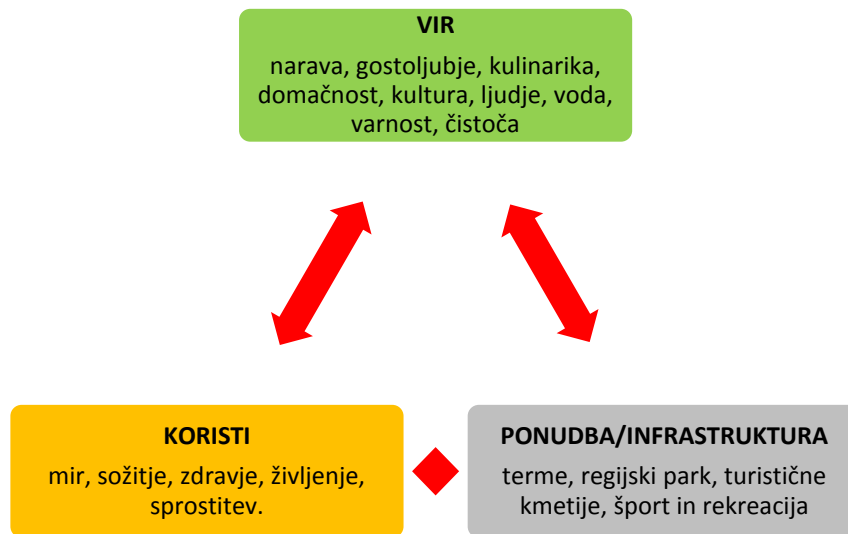 VIR
narava, gostoljubje, kulinarika,
domačnost, kultura, ljudje, voda,
varnost, čistoča
KORISTI
mir, sožitje, zdravje, življenje,
sprostitev.
PONUDBA/INFRASTRUKTURA
terme, regijski park, turistične
kmetije, šport in rekreacija